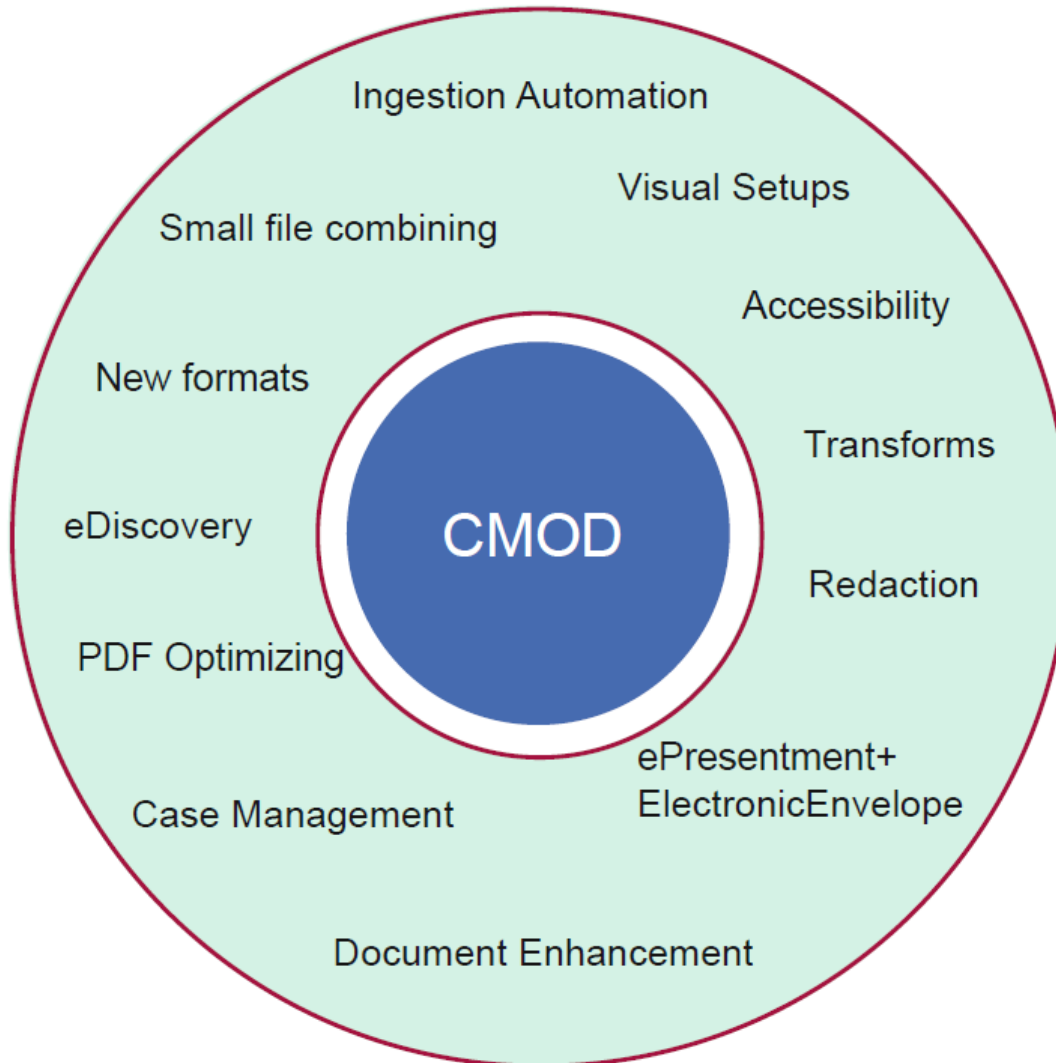 Ingestion Automation
Visual Setups
Small file combining
Accessibility
New formats
Transforms
eDiscovery
CMOD
Redaction
PDF Optimizing
ePresentment+
ElectronicEnvelope
Case Management
Document Enhancement